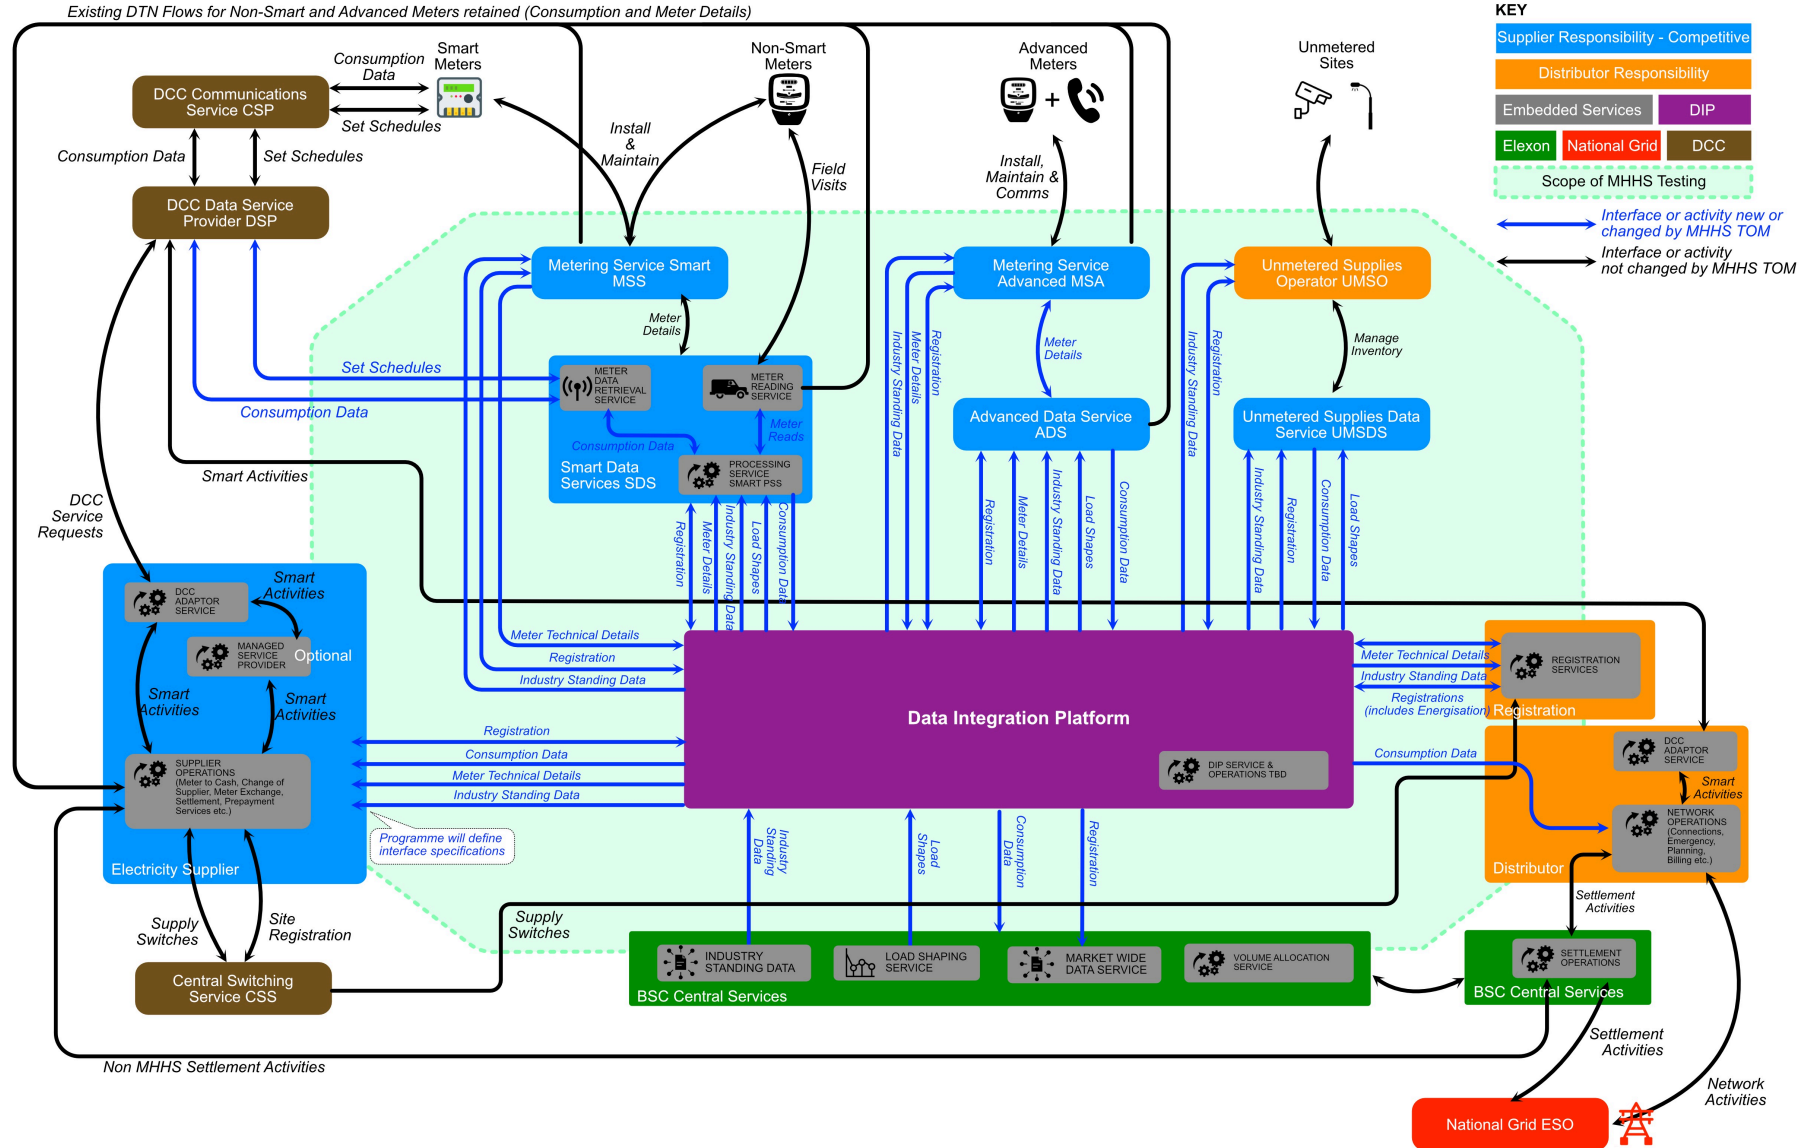 Existing DTN Flows for Non-Smart and Advanced Meters retained (Consumption and Meter Details)
KEY
Supplier Responsibility - Competitive
Distributor Responsibility
Embedded Services
DIP
Elexon
National Grid
DCC
Scope of MHHS Testing
Interface or activity new or
changed by MHHS TOM
Interface or activity
not changed by MHHS TOM
Smart
Meters
Non-Smart
Meters
Advanced
Meters
Unmetered
Sites
DCC Communications
Service CSP
Consumption
Data
Set Schedules
Consumption Data
Set Schedules
Install
&
Maintain
Field
Visits
Install,
Maintain &
Comms
DCC Data Service
Provider DSP
Metering Service Smart
MSS
Metering Service
Advanced MSA
Unmetered Supplies
Operator UMSO
Meter
Details
Meter
Details
Manage
Inventory
Industry Standing Data
Meter Details
Registration
Industry Standing Data
Registration
Set Schedules
Consumption Data
METER
DATA
RETRIEVAL
SERVICE
METER
READING
SERVICE
Consumption Data
Meter
Reads
Smart Data
Services SDS
PROCESSING
SERVICE
SMART PSS
Advanced Data Service
ADS
Unmetered Supplies Data
Service UMSDS
Smart Activities
DCC
Service
Requests
Registration
Meter Details
Industry Standing Data
Load Shapes
Consumption Data
Registration
Meter Details
Industry Standing Data
Load Shapes
Consumption Data
Industry Standing Data
Registration
Consumption Data
Load Shapes
DCC
ADAPTOR
SERVICE
Smart
Activities
MANAGED
SERVICE
PROVIDER
Optional
Smart
Activities
Smart
Activities
SUPPLIER
OPERATIONS
(Meter to Cash, Change of
Supplier, Meter Exchange,
Settlement, Prepayment
Services etc.)
Electricity Supplier
Meter Technical Details
Registration
Industry Standing Data
Registration
Consumption Data
Meter Technical Details
Industry Standing Data
Programme will define
interface specifications
Data Integration Platform
DIP SERVICE &
OPERATIONS TBD
Meter Technical Details
Industry Standing Data
Registrations
(includes Energisation)
REGISTRATION
SERVICES
Registration
Consumption Data
DCC
ADAPTOR
SERVICE
Smart
Activities
NETWORK
OPERATIONS
(Connections,
Emergency,
Planning,
Billing etc.)
Distributor
Industry
Standing
Data
Load
Shapes
Consumption
Data
Registration
Supply
Switches
Site
Registration
Supply
Switches
Settlement
Activities
Central Switching
Service CSS
INDUSTRY
STANDING DATA
LOAD SHAPING
SERVICE
MARKET WIDE
DATA SERVICE
VOLUME ALLOCATION
SERVICE
BSC Central Services
SETTLEMENT
OPERATIONS
BSC Central Services
Non MHHS Settlement Activities
Settlement
Activities
Network
Activities
National Grid ESO